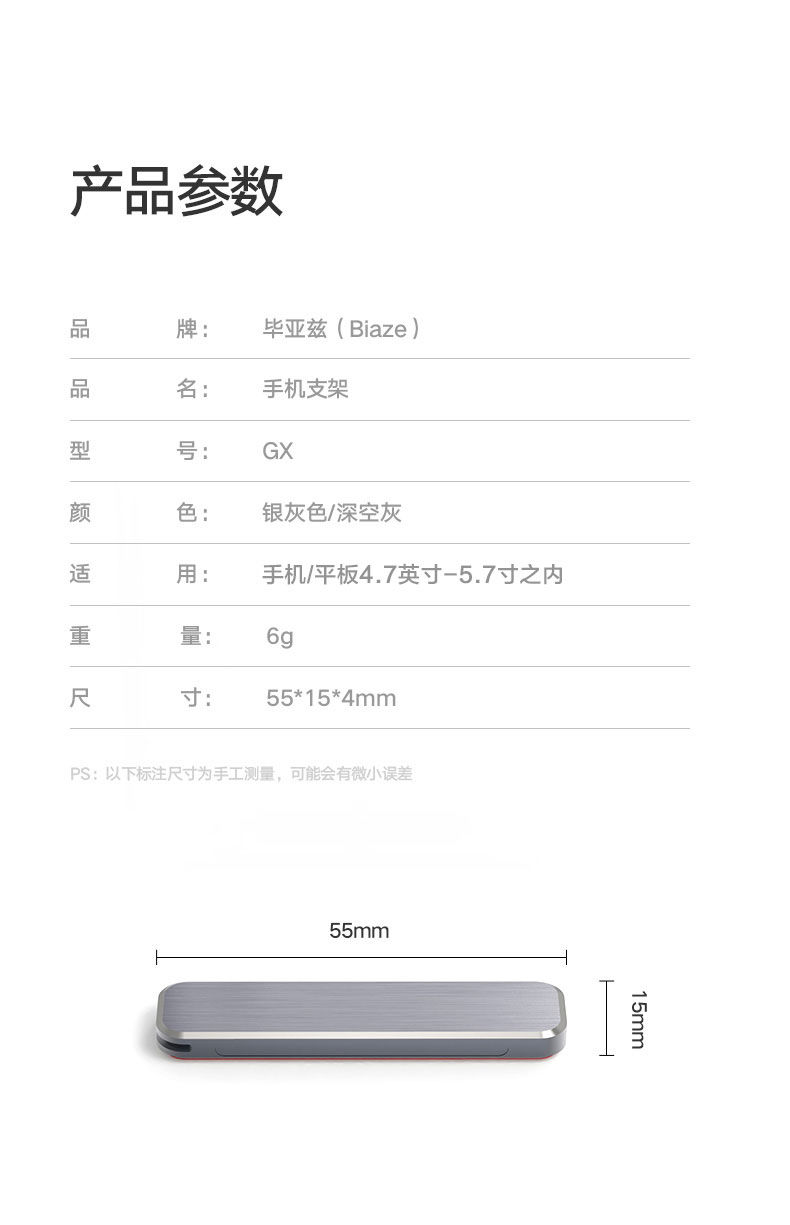 产品参数
品 牌： 毕亚兹（Biaze）
品 名： 手机支架
型 号： GX
颜 色： 银灰色/深空灰
适 用： 手机/平板4.7英寸-5.7寸之内
重 量： 6g
尺 寸： 55*15*4mm
PS：以下标注尺寸为手工测量，可能会有微小误差
55mm
15mm